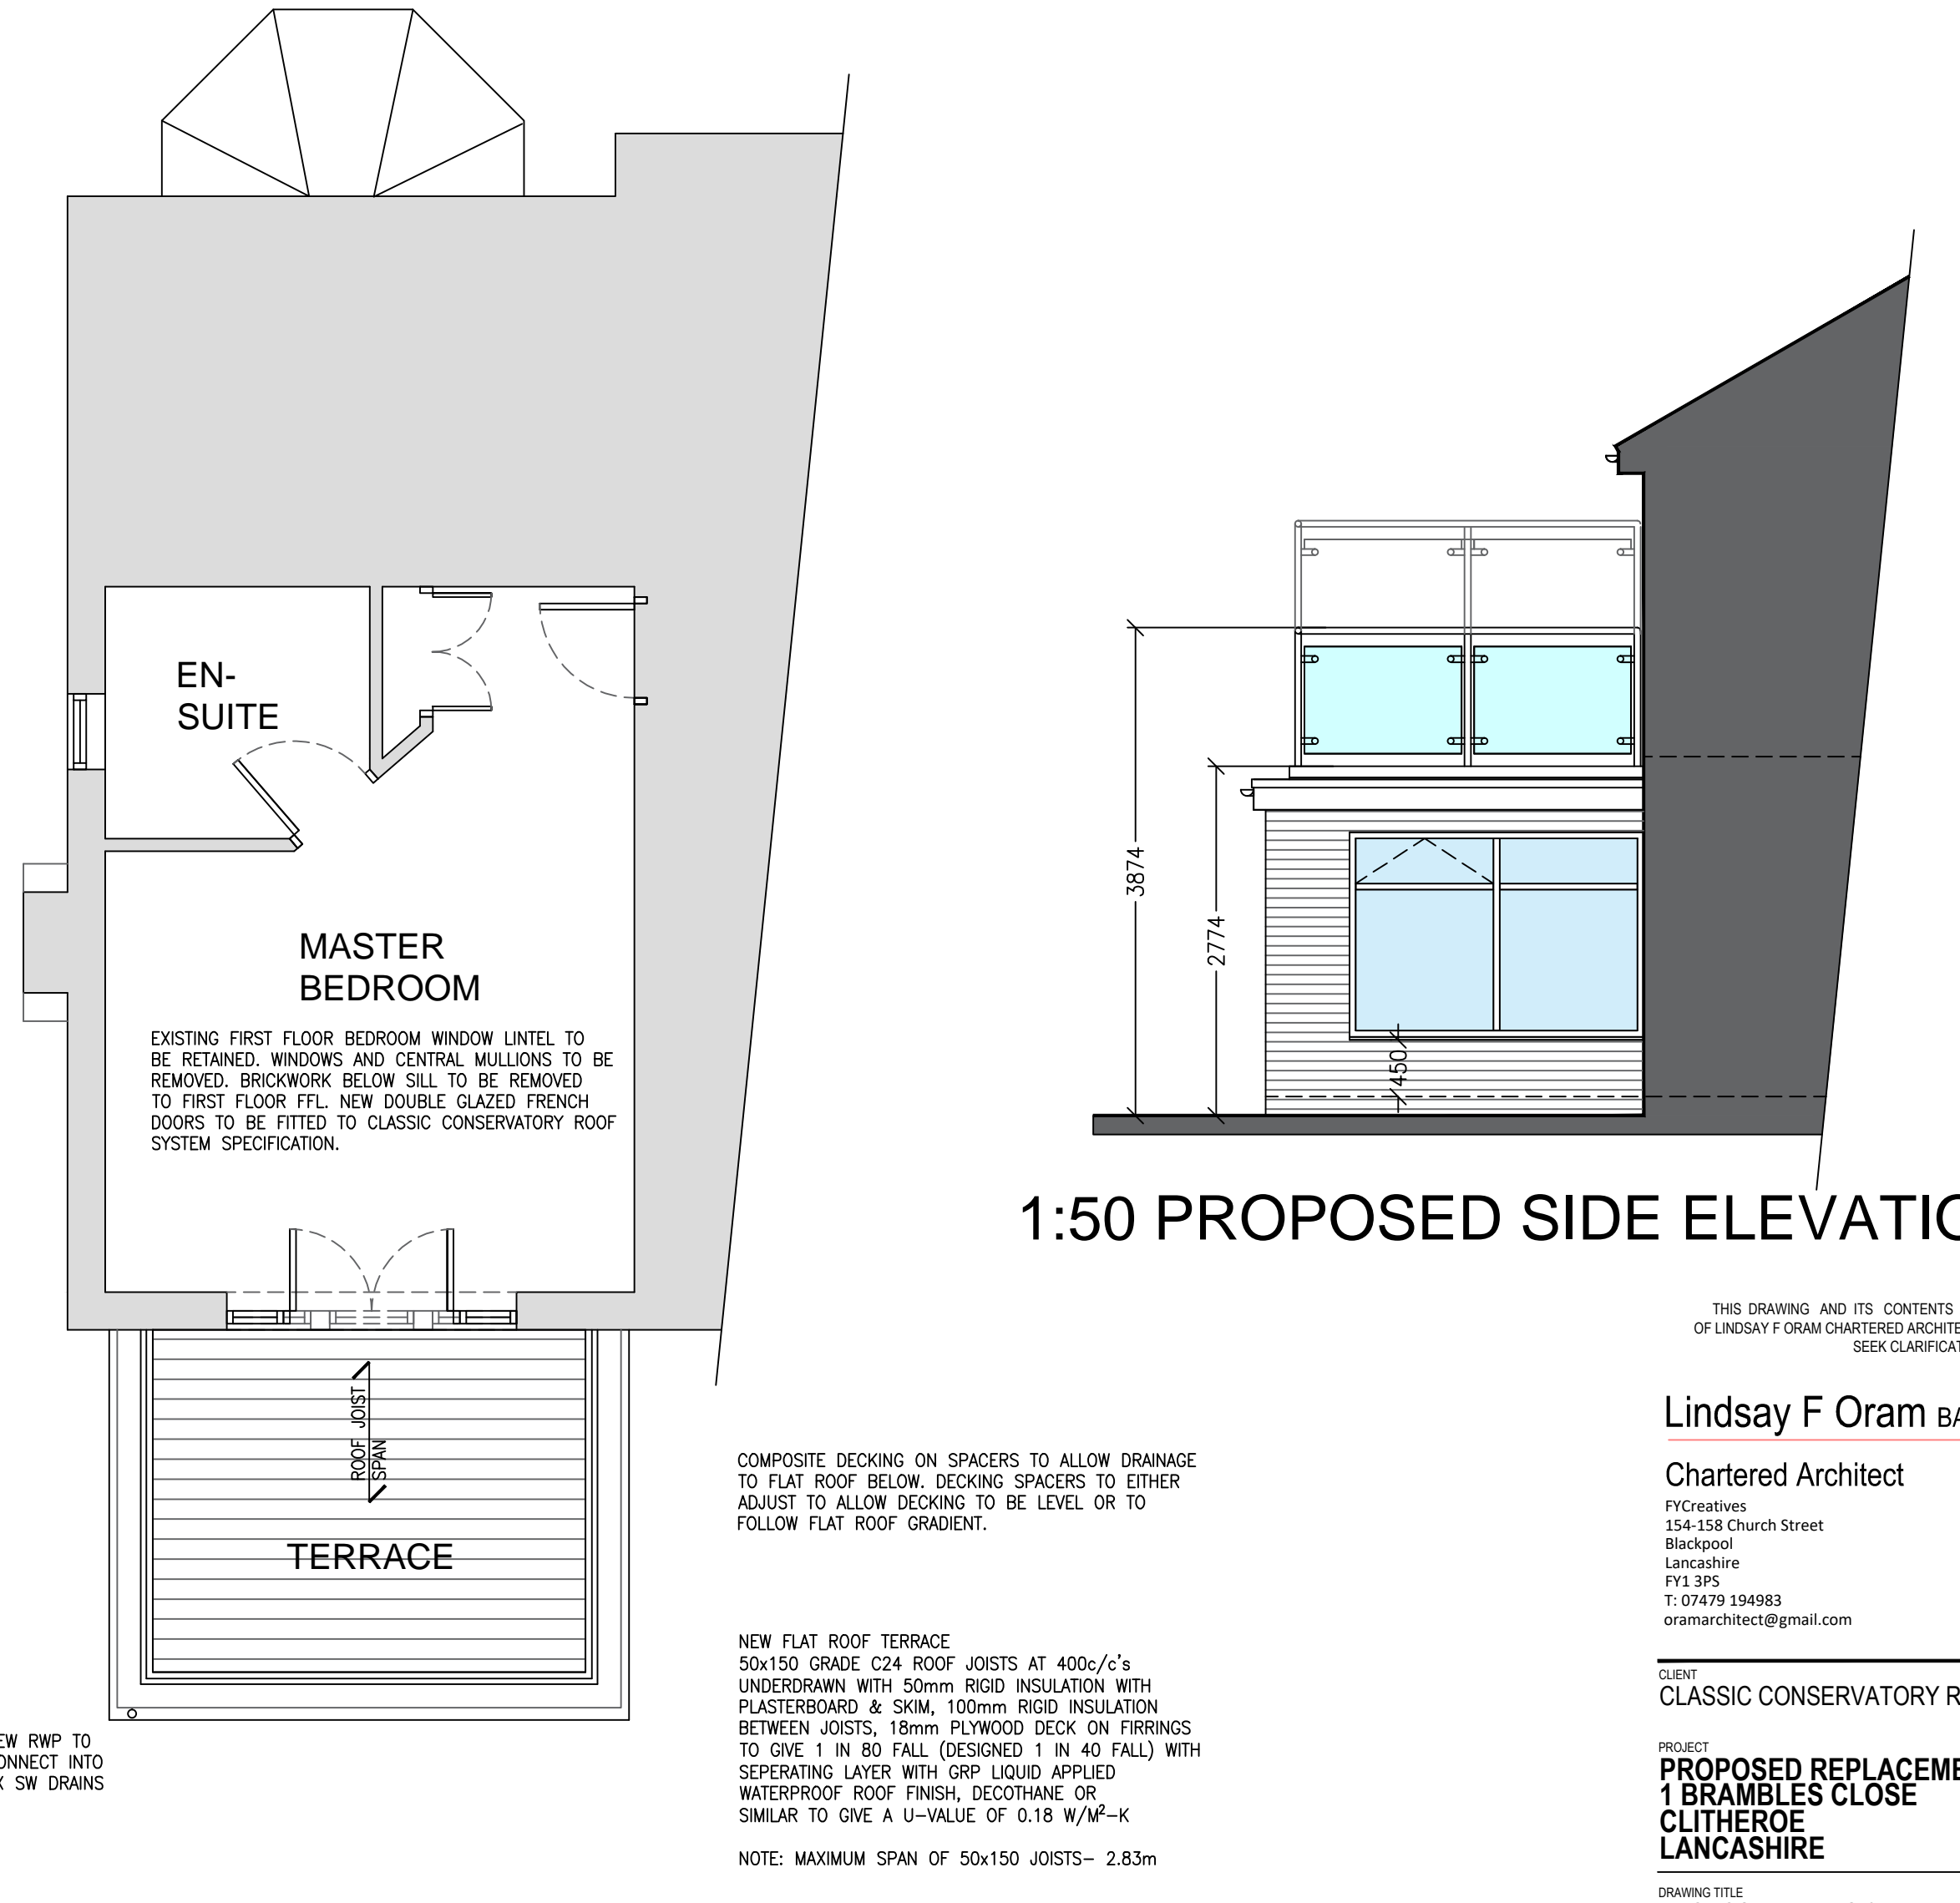 EN-
SUITE
MASTER
BEDROOM
EXISTING FIRST FLOOR BEDROOM WINDOW LINTEL TO
BE RETAINED. WINDOWS AND CENTRAL MULLIONS TO BE
REMOVED. BRICKWORK BELOW SILL TO BE REMOVED
TO FIRST FLOOR FFL. NEW DOUBLE GLAZED FRENCH
DOORS TO BE FITTED TO CLASSIC CONSERVATORY ROOF
SYSTEM SPECIFICATION.
ROOF JOIST
SPAN
TERRACE
EW RWP TO
ONNECT INTO
X SW DRAINS
3874
2774
450
1:50 PROPOSED SIDE ELEVATIO
COMPOSITE DECKING ON SPACERS TO ALLOW DRAINAGE
TO FLAT ROOF BELOW. DECKING SPACERS TO EITHER
ADJUST TO ALLOW DECKING TO BE LEVEL OR TO
FOLLOW FLAT ROOF GRADIENT.
NEW FLAT ROOF TERRACE
50x150 GRADE C24 ROOF JOISTS AT 400c/c's
UNDERDRAWN WITH 50mm RIGID INSULATION WITH
PLASTERBOARD & SKIM, 100mm RIGID INSULATION
BETWEEN JOISTS, 18mm PLYWOOD DECK ON FIRRINGS
TO GIVE 1 IN 80 FALL (DESIGNED 1 IN 40 FALL) WITH
SEPERATING LAYER WITH GRP LIQUID APPLIED
WATERPROOF ROOF FINISH, DECOTHANE OR
SIMILAR TO GIVE A U-VALUE OF 0.18 W/M²-K
NOTE: MAXIMUM SPAN OF 50x150 JOISTS- 2.83m
THIS DRAWING AND ITS CONTENTS
OF LINDSAY F ORAM CHARTERED ARCHITE
SEEK CLARIFICAT
Lindsay F Oram BA
Chartered Architect
FYCreatives
154-158 Church Street
Blackpool
Lancashire
FY1 3PS
T: 07479 194983
oramarchitect@gmail.com
CLIENT
CLASSIC CONSERVATORY R
PROJECT
PROPOSED REPLACEME
1 BRAMBLES CLOSE
CLITHEROE
LANCASHIRE
DRAWING TITLE